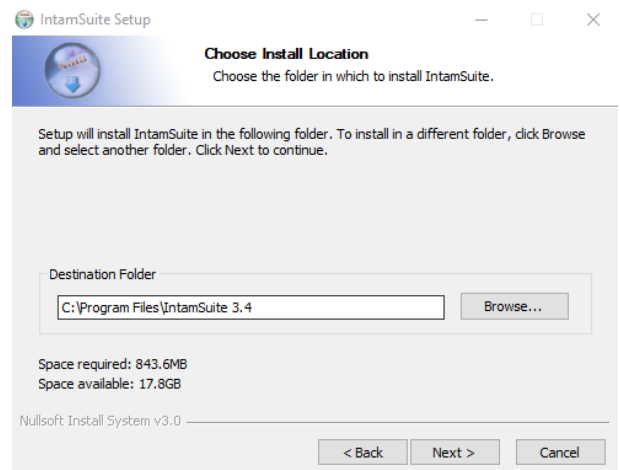 IntamSuite Setup
Choose Install Location
Choose the folder in which to install IntamSuite.
Setup will install IntamSuite in the following folder. To install in a different folder, click Browse
and select another folder. Click Next to continue.
Destination Folder
C:\Program Files\IntamSuite 3.4
Browse...
Space required: 843.6MB
Space available: 17.8GB
Nullsoft Install System v3.0
< Back
Next >
Cancel